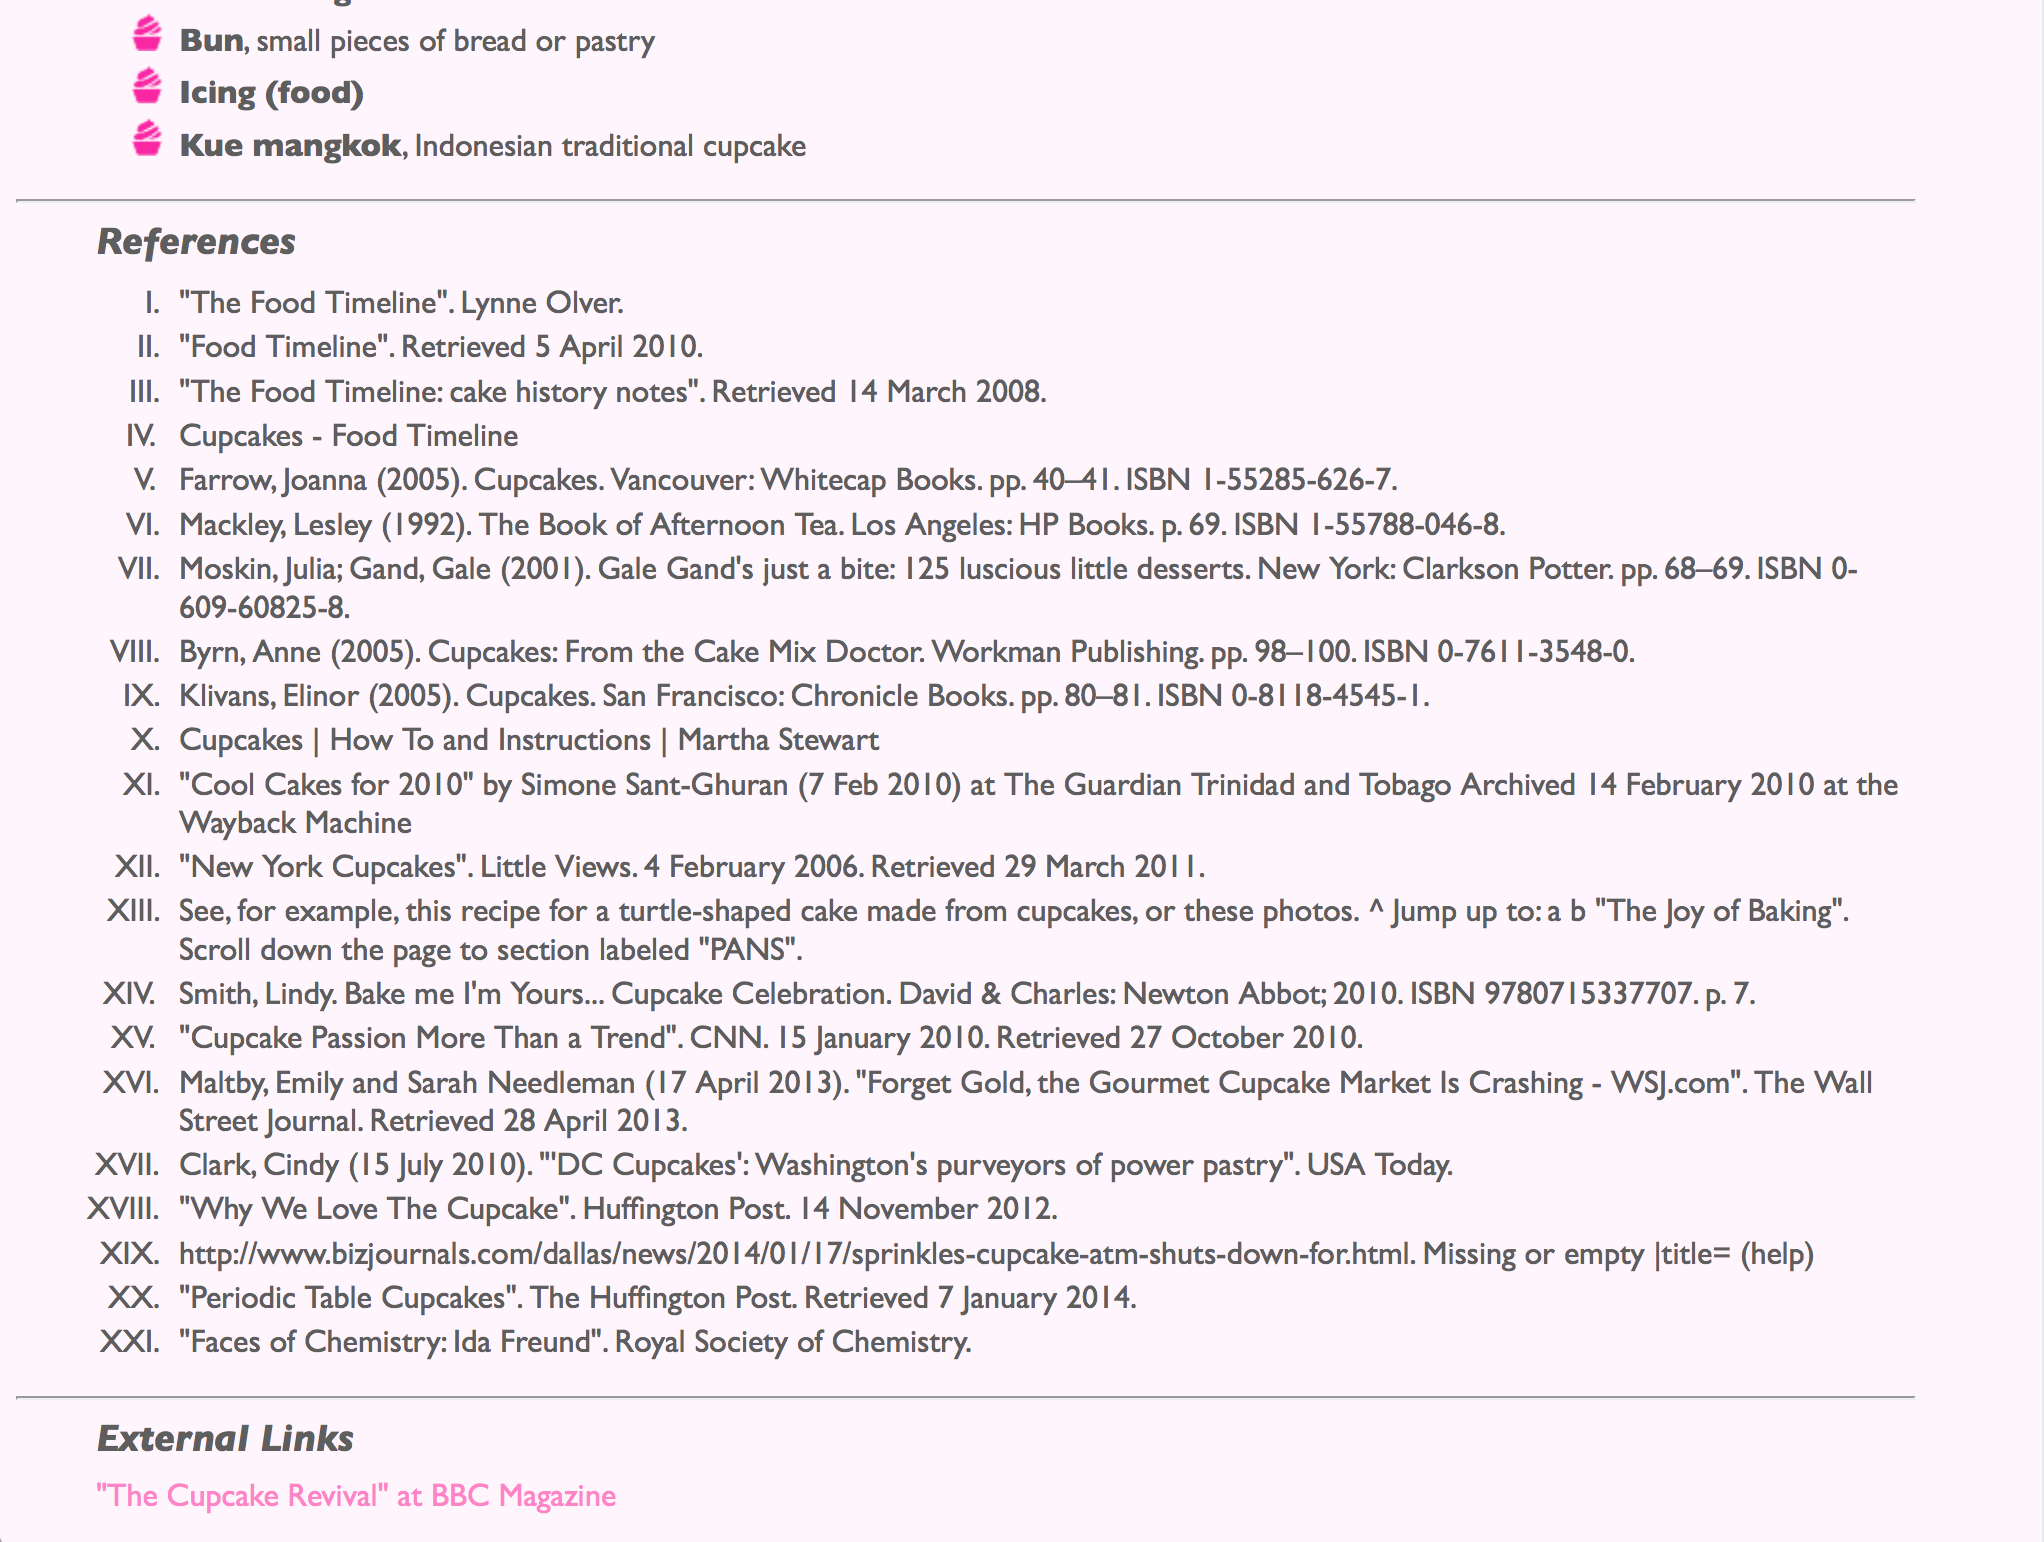 Bun, small pieces of bread or pastry
Icing (food)
Kue mangkok, Indonesian traditional cupcake
References
I. "The Food Timeline". Lynne Olver.
II. "Food Timeline". Retrieved 5 April 2010.
III. "The Food Timeline: cake history notes". Retrieved 14 March 2008.
IV. Cupcakes - Food Timeline
V. Farrow, Joanna (2005). Cupcakes. Vancouver: Whitecap Books. pp. 40–41. ISBN 1-55285-626-7.
VI. Mackley, Lesley (1992). The Book of Afternoon Tea. Los Angeles: HP Books. p. 69. ISBN 1-55788-046-8.
VII. Moskin, Julia; Gand, Gale (2001). Gale Gand's just a bite: 125 luscious little desserts. New York: Clarkson Potter. pp. 68–69. ISBN 0-
609-60825-8.
VIII. Byrn, Anne (2005). Cupcakes: From the Cake Mix Doctor. Workman Publishing. pp. 98–100. ISBN 0-7611-3548-0.
IX. Klivans, Elinor (2005). Cupcakes. San Francisco: Chronicle Books. pp. 80–81. ISBN 0-8118-4545-1.
X. Cupcakes | How To and Instructions | Martha Stewart
XI. "Cool Cakes for 2010" by Simone Sant-Ghuran (7 Feb 2010) at The Guardian Trinidad and Tobago Archived 14 February 2010 at the
Wayback Machine
XII. "New York Cupcakes". Little Views. 4 February 2006. Retrieved 29 March 2011.
XIII. See, for example, this recipe for a turtle-shaped cake made from cupcakes, or these photos. ^ Jump up to: a b "The Joy of Baking".
Scroll down the page to section labeled "PANS".
XIV. Smith, Lindy. Bake me I'm Yours... Cupcake Celebration. David & Charles: Newton Abbot; 2010. ISBN 9780715337707. p. 7.
XV. "Cupcake Passion More Than a Trend". CNN. 15 January 2010. Retrieved 27 October 2010.
XVI. Maltby, Emily and Sarah Needleman (17 April 2013). "Forget Gold, the Gourmet Cupcake Market Is Crashing - WSJ.com". The Wall
Street Journal. Retrieved 28 April 2013.
XVII. Clark, Cindy (15 July 2010). "'DC Cupcakes': Washington's purveyors of power pastry". USA Today.
XVIII. "Why We Love The Cupcake". Huffington Post. 14 November 2012.
XIX. http://www.bizjournals.com/dallas/news/2014/01/17/sprinkles-cupcake-atm-shuts-down-for.html. Missing or empty |title= (help)
XX. "Periodic Table Cupcakes". The Huffington Post. Retrieved 7 January 2014.
XXI. "Faces of Chemistry: Ida Freund". Royal Society of Chemistry.
External Links
"The Cupcake Revival" at BBC Magazine